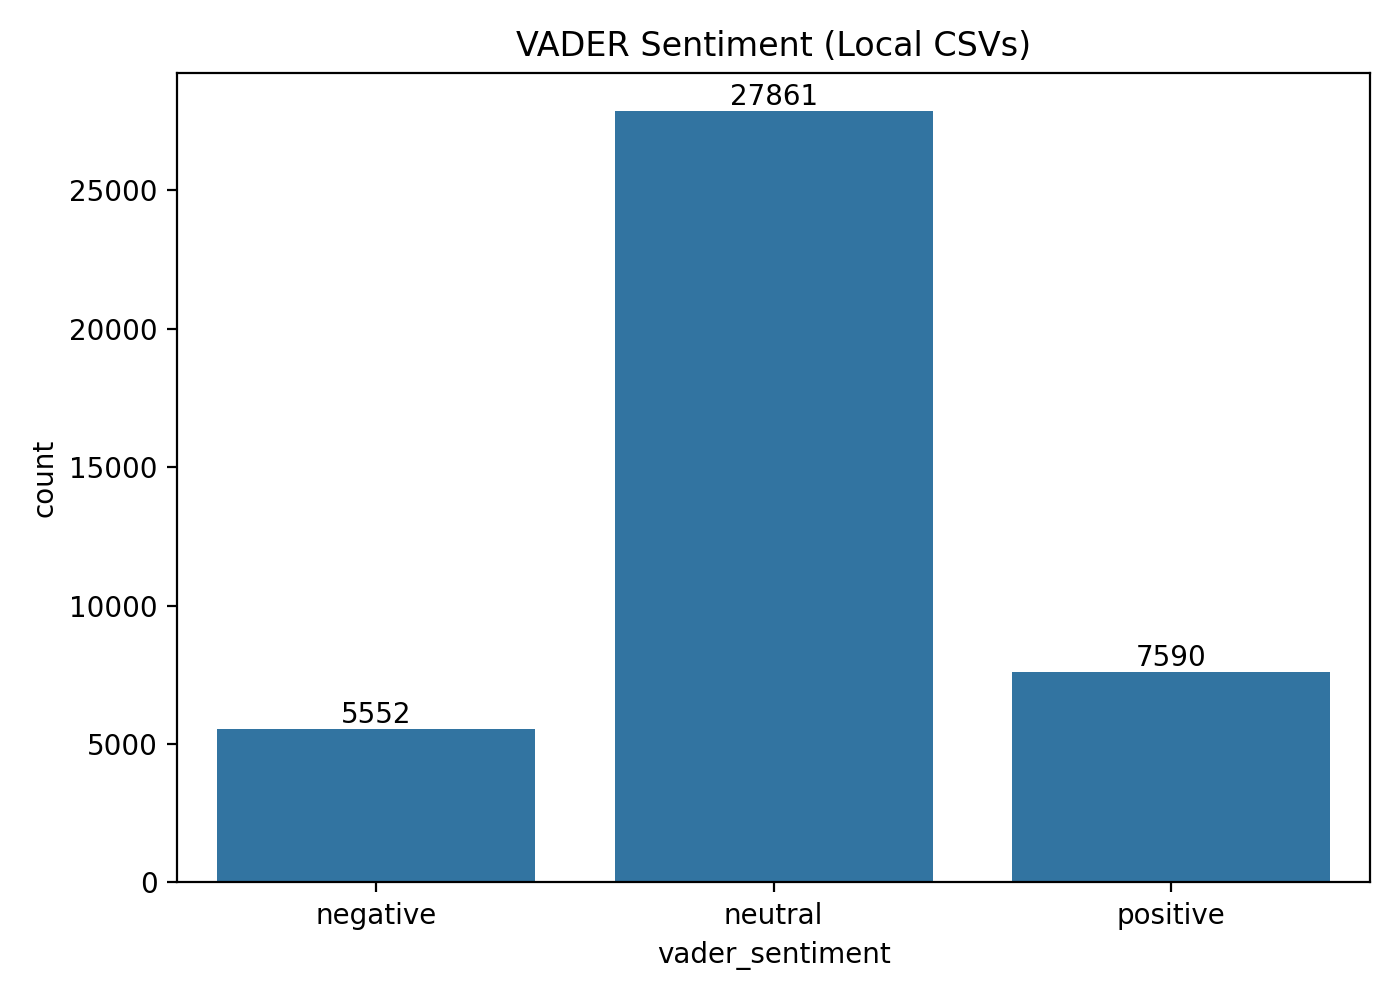 VADER Sentiment (Local CSVs)
27861
25000
20000
15000
10000
7590
5552
5000
0
count
negative
neutral
positive
vader_sentiment